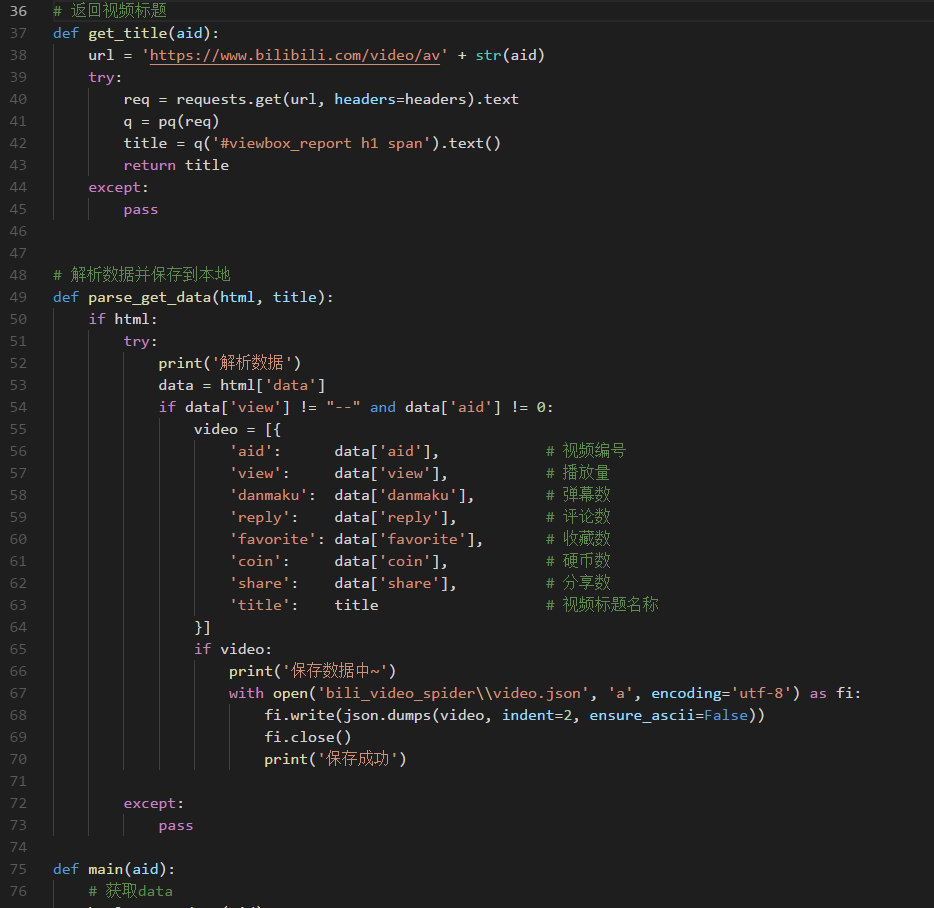 36 # 返回视频标题
37 def get_title(aid):
38     url = 'https://www.bilibili.com/video/av' + str(aid)
39     try:
40         req = requests.get(url, headers=headers).text
41         q = pq(req)
42         title = q('#viewbox_report h1 span').text()
43         return title
44     except:
45         pass
46
47
48 # 解析数据并保存到本地
49 def parse_get_data(html, title):
50     if html:
51         try:
52             print('解析数据')
53             data = html['data']
54             if data['view'] != "--" and data['aid'] != 0:
55                 video = [{
56                     'aid':      data['aid'],            # 视频编号
57                     'view':     data['view'],           # 播放量
58                     'danmaku':  data['danmaku'],        # 弹幕数
59                     'reply':    data['reply'],          # 评论数
60                     'favorite': data['favorite'],       # 收藏数
61                     'coin':     data['coin'],           # 硬币数
62                     'share':    data['share'],          # 分享数
63                     'title':    title                   # 视频标题名称
64                 }]
65                 if video:
66                     print('保存数据中~')
67                     with open('bili_video_spider\\video.json', 'a', encoding='utf-8') as fi:
68                         fi.write(json.dumps(video, indent=2, ensure_ascii=False))
69                         fi.close()
70                         print('保存成功')
71
72         except:
73             pass
74
75 def main(aid):
76     # 获取data